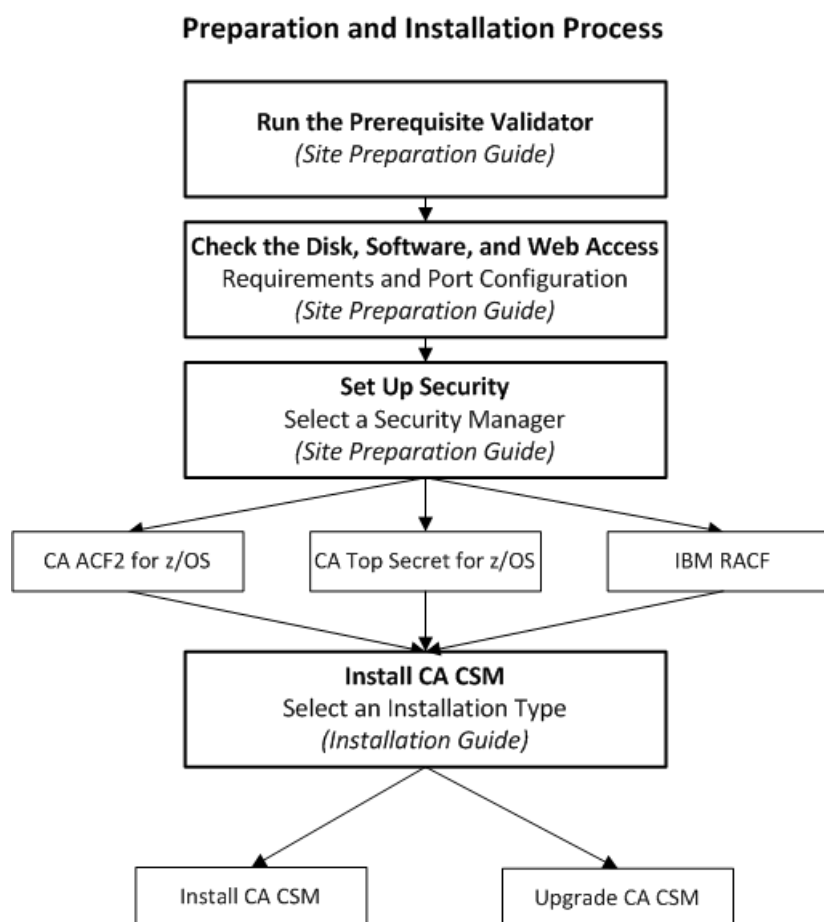 Preparation and Installation Process
Run the Prerequisite Validator
(Site Preparation Guide)
Check the Disk, Software, and Web Access
Requirements and Port Configuration
(Site Preparation Guide)
Set Up Security
Select a Security Manager
(Site Preparation Guide)
CA ACF2 for z/OS
CA Top Secret for z/OS
IBM RACF
Install CA CSM
Select an Installation Type
(Installation Guide)
Install CA CSM
Upgrade CA CSM